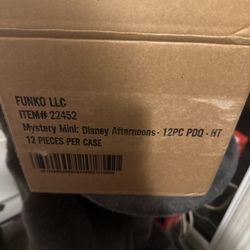 FUNKO LLC
ITEM# 22452
Mystery Mini: Disney Afternoons - 12PC PDQ - HT
12 PIECES PER CASE